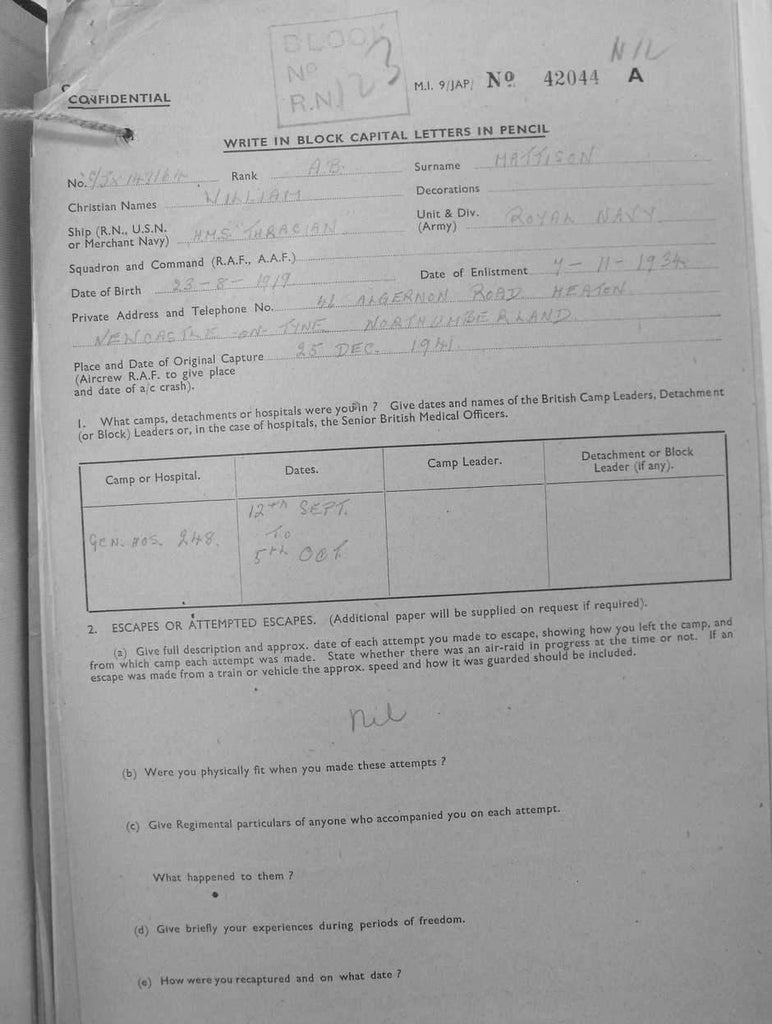 NIL
BLOCK
Nº 123
R.N.
M.I. 9/JAP/ Nº 42044 A
CONFIDENTIAL
WRITE IN BLOCK CAPITAL LETTERS IN PENCIL
No. Rank A.B. Surname MATTISON
Christian Names WILLIAM Decorations
Ship (R.N., U.S.N. or Merchant Navy) H.M.S THRACIAN Unit & Div. (Army) ROYAL NAVY
Squadron and Command (R.A.F., A.A.F.)
Date of Birth 23-8-1919 Date of Enlistment 7-11-1934
Private Address and Telephone No. ALGERNON ROAD HEATON
NEWCASTLE-ON-TYNE NORTHUMBERLAND.
Place and Date of Original Capture 25 DEC. 1941.
(Aircrew R.A.F. to give place
and date of a/c crash).
1. What camps, detachments or hospitals were you in ? Give dates and names of the British Camp Leaders, Detachment
(or Block) Leaders or, in the case of hospitals, the Senior British Medical Officers.
Camp or Hospital. Dates. Camp Leader. Detachment or Block
Leader (if any).
12th SEPT.
GEN. HOS. 248. TO
5th OCT.
2. ESCAPES OR ATTEMPTED ESCAPES. (Additional paper will be supplied on request if required).
(a) Give full description and approx. date of each attempt you made to escape, showing how you left the camp, and
from which camp each attempt was made. State whether there was an air-raid in progress at the time or not. If an
escape was made from a train or vehicle the approx. speed and how it was guarded should be included.
Nil
(b) Were you physically fit when you made these attempts ?
(c) Give Regimental particulars of anyone who accompanied you on each attempt.
What happened to them ?
(d) Give briefly your experiences during periods of freedom.
(e) How were you recaptured and on what date ?